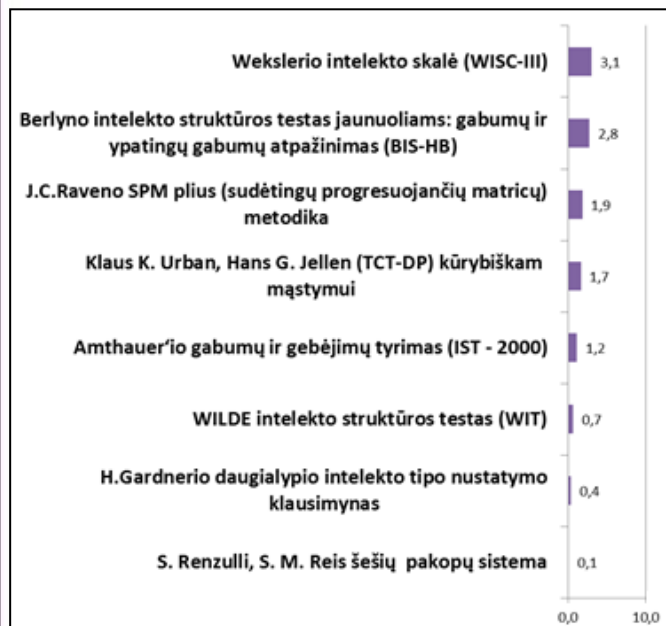 Wekslerio intelekto skalė (WISC-III)
3,1
Berlyno intelekto struktūros testas jaunuoliams: gabumų ir
ypatingų gabumų atpažinimas (BIS-HB)
2,8
J.C.Raveno SPM plius (sudėtingų progresuojančių matricų)
metodika
1,9
Klaus K. Urban, Hans G. Jellen (TCT-DP) kūrybiškam
mąstymui
1,7
Amthauer‘io gabumų ir gebėjimų tyrimas (IST - 2000)
1,2
WILDE intelekto struktūros testas (WIT)
0,7
H.Gardnerio daugialypio intelekto tipo nustatymo
klausimynas
0,4
S. Renzulli, S. M. Reis šešių pakopų sistema
0,1
0,0 10,0